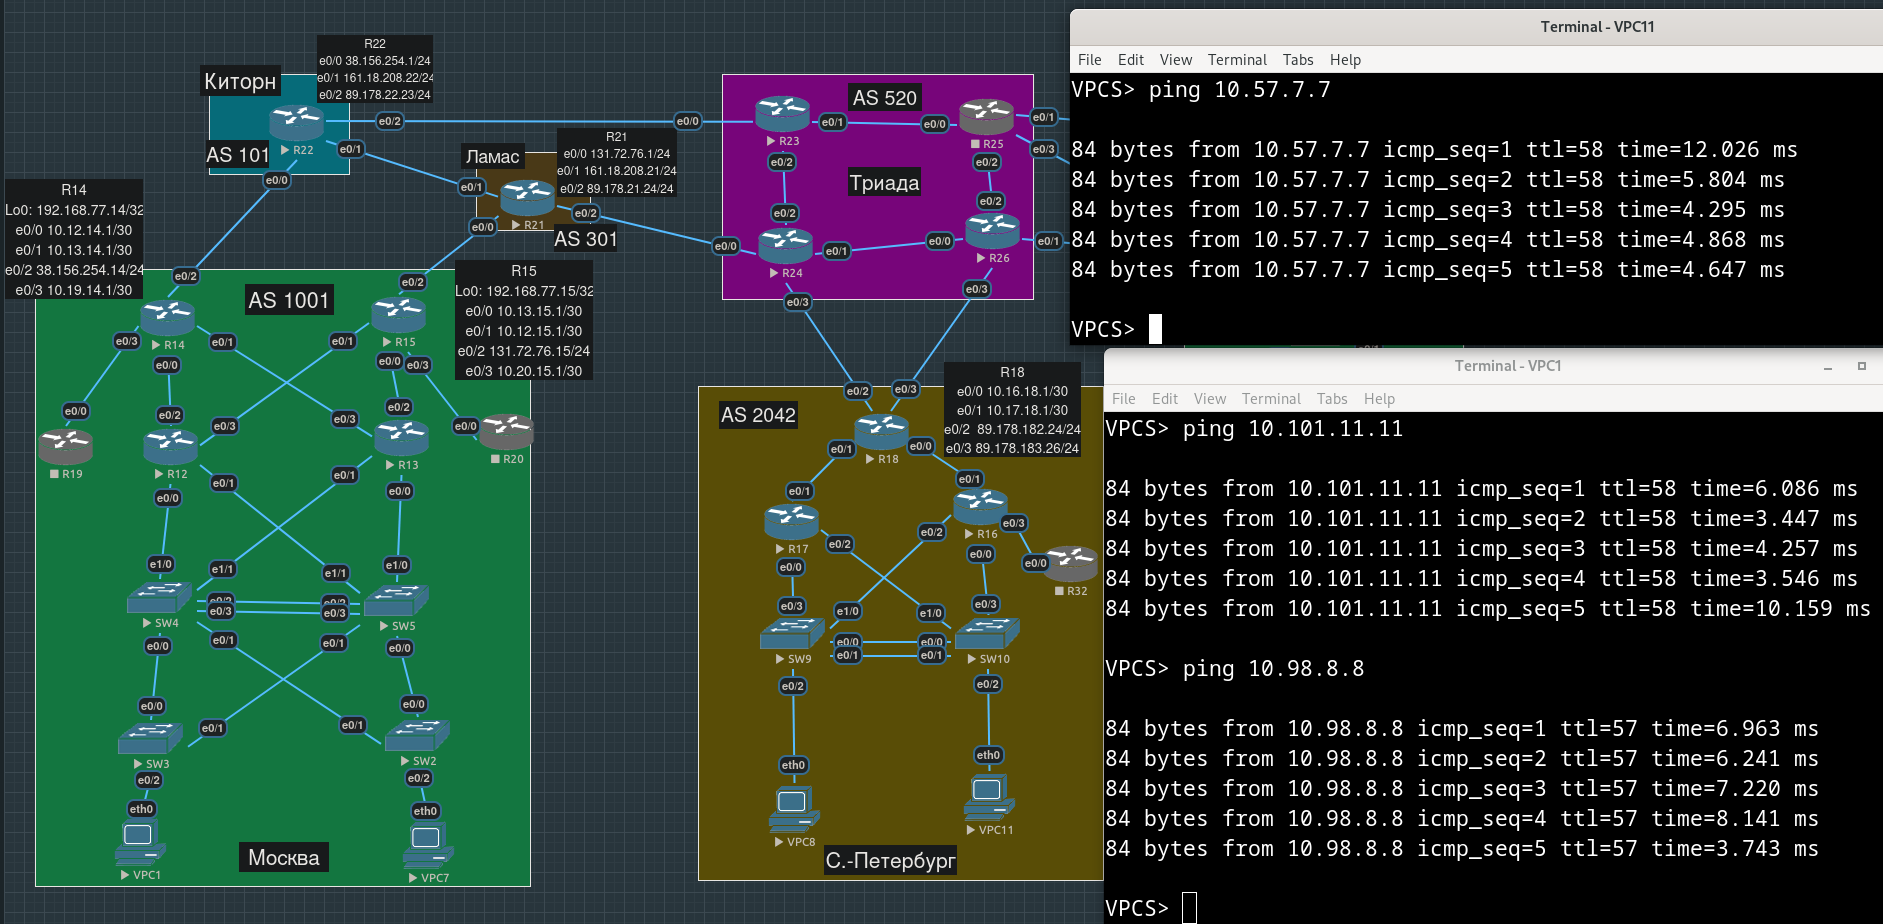 Киторн
R22
e0/0 38.156.254.1/24
e0/1 161.18.208.22/24
e0/2 89.178.22.23/24
R22
AS 101
e0/2
e0/1
e0/0
Ламас
R21
e0/0 131.72.76.1/24
e0/1 161.18.208.21/24
e0/2 89.178.21.24/24
e0/1
R21
e0/2
e0/0
AS 301
AS 520
e0/0
R23
e0/1
e0/0
R25
e0/1
e0/3
e0/2
e0/2
Триада
e0/2
e0/2
e0/0
R24
e0/1
e0/0
R26
e0/1
e0/3
e0/3
R14
Lo0: 192.168.77.14/32
e0/0 10.12.14.1/30
e0/1 10.13.14.1/30
e0/2 38.156.254.14/24
e0/3 10.19.14.1/30
R15
Lo0: 192.168.77.15/32
e0/0 10.13.15.1/30
e0/1 10.12.15.1/30
e0/2 131.72.76.15/24
e0/3 10.20.15.1/30
AS 1001
e0/2
e0/2
R14
R15
e0/3
e0/1
e0/1
e0/0
e0/0
e0/3
e0/0
e0/2
e0/3
e0/3
e0/2
e0/0
R19
R12
R13
R20
e0/0
e0/1
e0/1
e0/0
e1/0
e1/1
e1/1
e1/0
e0/2
e0/2
e0/3
e0/3
SW4
SW5
e0/0
e0/1
e0/1
e0/0
e0/0
e0/1
e0/1
e0/0
SW3
SW2
e0/2
e0/2
eth0
eth0
VPC1
VPC7
Москва
AS 2042
e0/2
e0/3
R18
e0/0 10.16.18.1/30
e0/1 10.17.18.1/30
e0/2 89.178.182.24/24
e0/3 89.178.183.26/24
R18
e0/1
e0/0
e0/1
e0/1
R17
R16
e0/3
e0/2
e0/2
e0/0
e0/0
e0/0
R32
e0/3
e1/0
e1/0
e0/3
e0/0
e0/0
e0/1
e0/1
SW9
SW10
e0/2
e0/2
eth0
eth0
VPC8
VPC11
С.-Петербург
Terminal - VPC11
File Edit View Terminal Tabs Help
VPCS> ping 10.57.7.7
84 bytes from 10.57.7.7 icmp_seq=1 ttl=58 time=12.026 ms
84 bytes from 10.57.7.7 icmp_seq=2 ttl=58 time=5.804 ms
84 bytes from 10.57.7.7 icmp_seq=3 ttl=58 time=4.295 ms
84 bytes from 10.57.7.7 icmp_seq=4 ttl=58 time=4.868 ms
84 bytes from 10.57.7.7 icmp_seq=5 ttl=58 time=4.647 ms
VPCS>
Terminal - VPC1
File Edit View Terminal Tabs Help
VPCS> ping 10.101.11.11
84 bytes from 10.101.11.11 icmp_seq=1 ttl=58 time=6.086 ms
84 bytes from 10.101.11.11 icmp_seq=2 ttl=58 time=3.447 ms
84 bytes from 10.101.11.11 icmp_seq=3 ttl=58 time=4.257 ms
84 bytes from 10.101.11.11 icmp_seq=4 ttl=58 time=3.546 ms
84 bytes from 10.101.11.11 icmp_seq=5 ttl=58 time=10.159 ms
VPCS> ping 10.98.8.8
84 bytes from 10.98.8.8 icmp_seq=1 ttl=57 time=6.963 ms
84 bytes from 10.98.8.8 icmp_seq=2 ttl=57 time=6.241 ms
84 bytes from 10.98.8.8 icmp_seq=3 ttl=57 time=7.220 ms
84 bytes from 10.98.8.8 icmp_seq=4 ttl=57 time=8.141 ms
84 bytes from 10.98.8.8 icmp_seq=5 ttl=57 time=3.743 ms
VPCS>